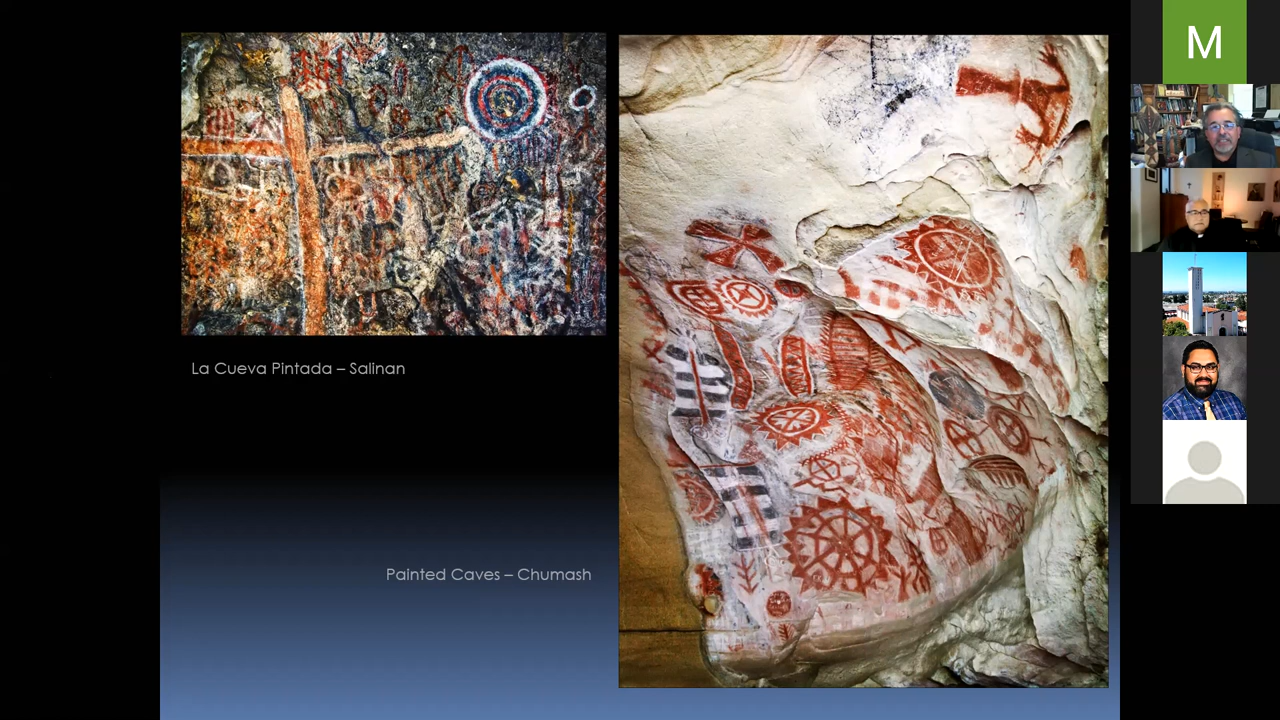 M
La Cueva Pintada – Salinan
Painted Caves – Chumash